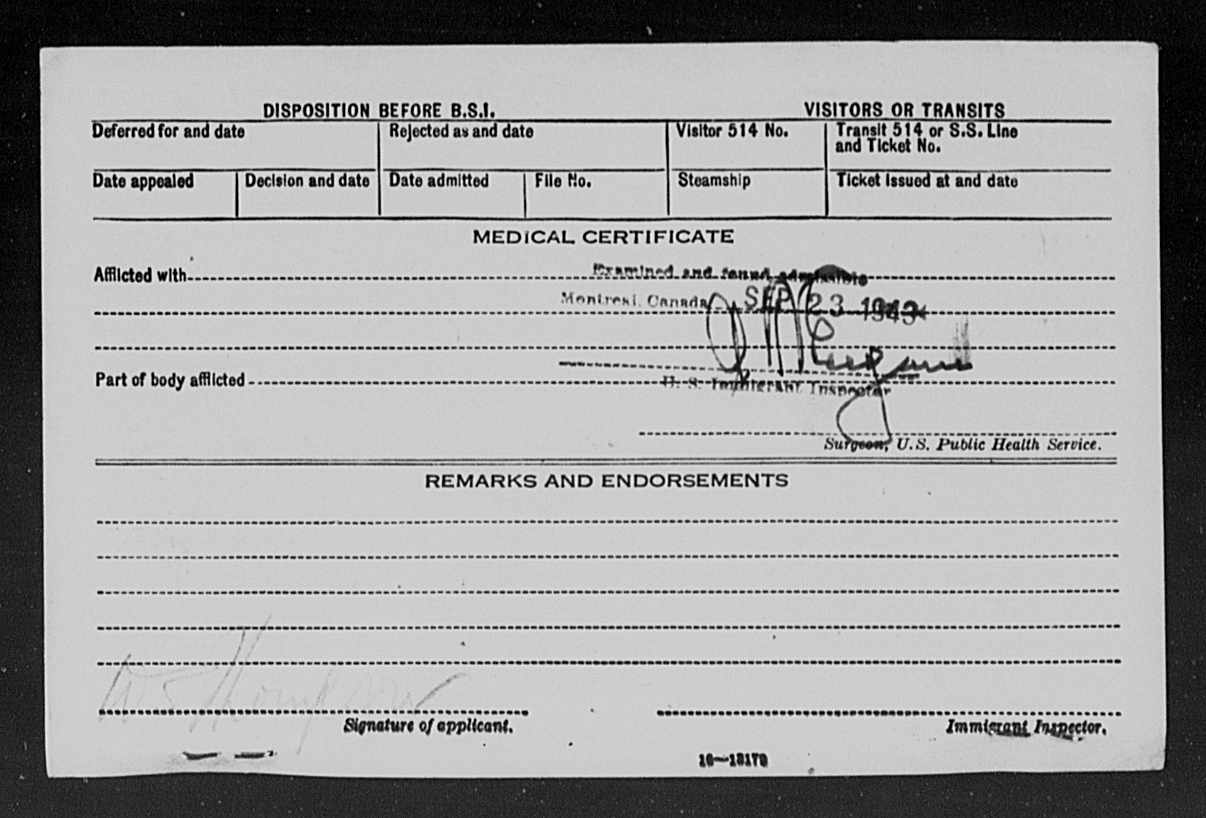 DISPOSITION BEFORE B.S.I. VISITORS OR TRANSITS
Deferred for and date Rejected as and date Visitor 514 No. Transit 514 or S.S. Line and Ticket No.
Date appealed Decision and date Date admitted File No. Steamship Ticket issued at and date
MEDICAL CERTIFICATE
Afflicted with
Examined and found admissible
Montreal, Canada SEP 23 1943
Part of body afflicted
U. S. Immigrant Inspector
Surgeon, U.S. Public Health Service.
REMARKS AND ENDORSEMENTS
Thompson
Signature of applicant. Immigrant Inspector.
16—13179